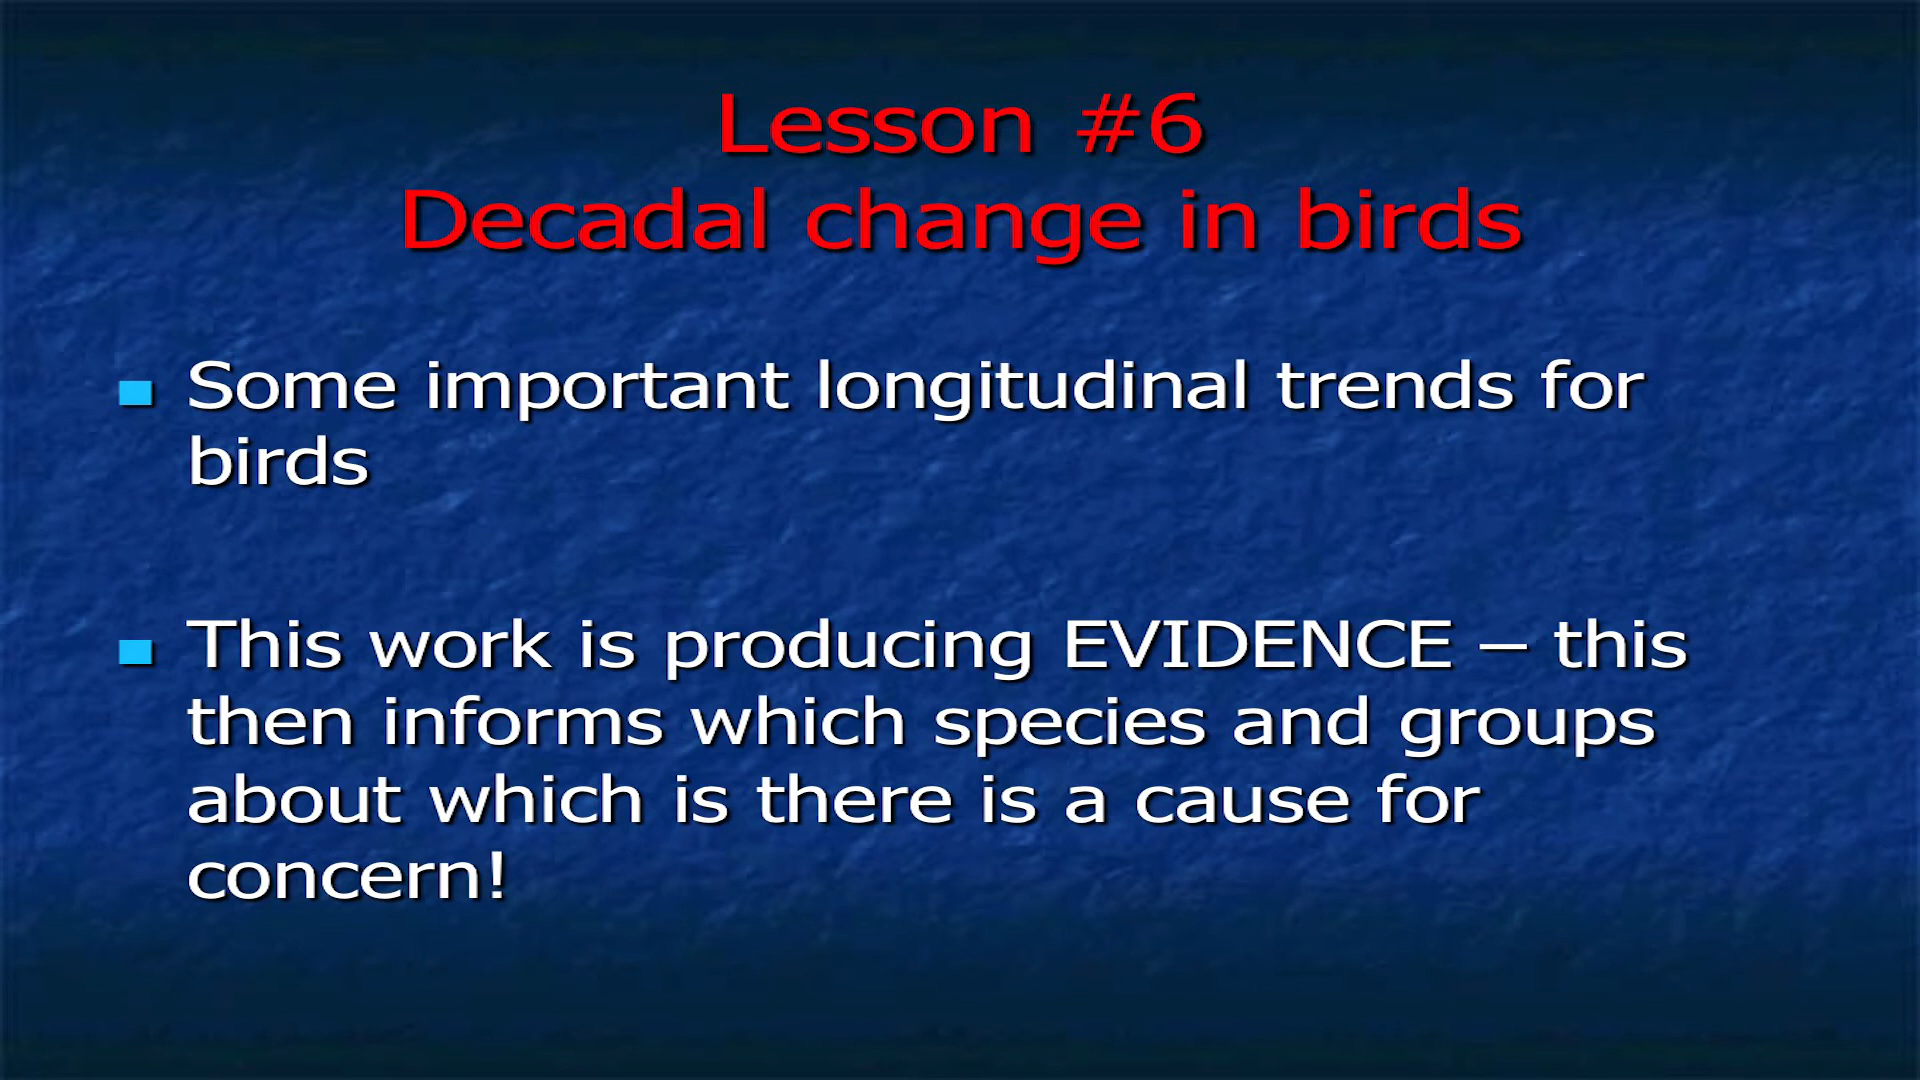 Lesson #6
Decadal change in birds
Some important longitudinal trends for
birds
This work is producing EVIDENCE – this
then informs which species and groups
about which is there is a cause for
concern!